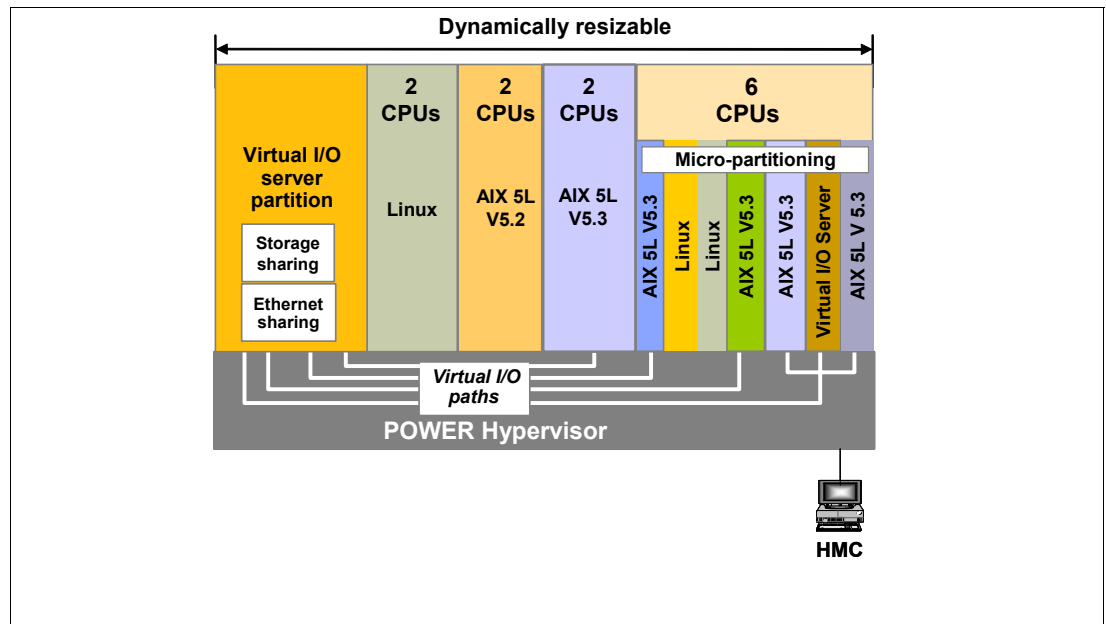 Dynamically resizable
2
CPUs
2
CPUs
2
CPUs
6
CPUs
Virtual I/O
server
partition
Storage
sharing
Ethernet
sharing
Linux
AIX 5L
V5.2
AIX 5L
V5.3
Micro-partitioning
AIX 5L V5.3
Linux
Linux
AIX 5L V5.3
AIX 5L V5.3
Virtual I/O Server
AIX 5L V 5.3
Virtual I/O
paths
POWER Hypervisor
HMC